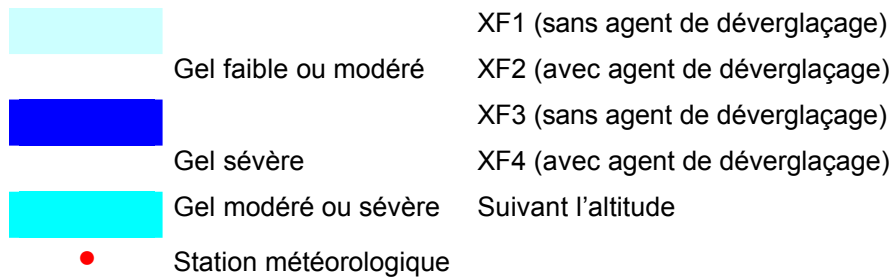 XF1 (sans agent de déverglaçage)
Gel faible ou modéré XF2 (avec agent de déverglaçage)
XF3 (sans agent de déverglaçage)
Gel sévère XF4 (avec agent de déverglaçage)
Gel modéré ou sévère Suivant l’altitude
Station météorologique